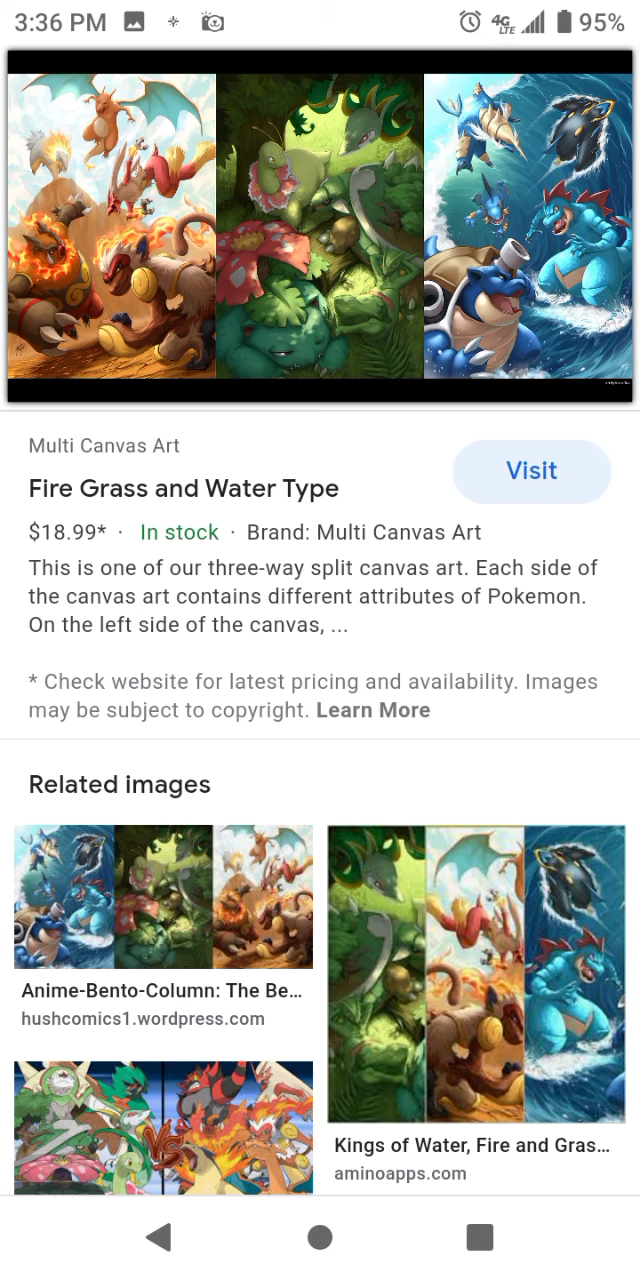 3:36 PM
4G LTE 95%
Multi Canvas Art
Visit
Fire Grass and Water Type
$18.99* · In stock · Brand: Multi Canvas Art
This is one of our three-way split canvas art. Each side of
the canvas art contains different attributes of Pokemon.
On the left side of the canvas, ...
* Check website for latest pricing and availability. Images
may be subject to copyright. Learn More
Related images
Anime-Bento-Column: The Be...
hushcomics1.wordpress.com
VS
Kings of Water, Fire and Gras...
aminoapps.com